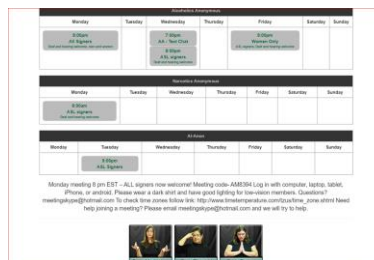 Alcoholics Anonymous
Monday Tuesday Wednesday Thursday Friday Saturday Sunday
8:00pm
All Signers
7:00pm
AA - Text Chat
9:00pm
ASL signers
9:00pm
Women Only
Narcotics Anonymous
Monday Tuesday Wednesday Thursday Friday Saturday Sunday
ASL signers
Al-Anon
Monday Tuesday Wednesday Thursday Friday Saturday Sunday
ASL signers
Monday meeting 8 pm EST - ALL signers now welcome! Meeting code- AM8394 Log in with computer, laptop, tablet,
iPhone, or android. Please wear a dark shirt and have good lighting for low-vision members. Questions?
meetingskype@hotmail.com To check time zones follow link: http://www.timetemperature.com/tzus/time_zone.shtml Need
help joining a meeting? Please email meetingskype@hotmail.com and we will try to help.